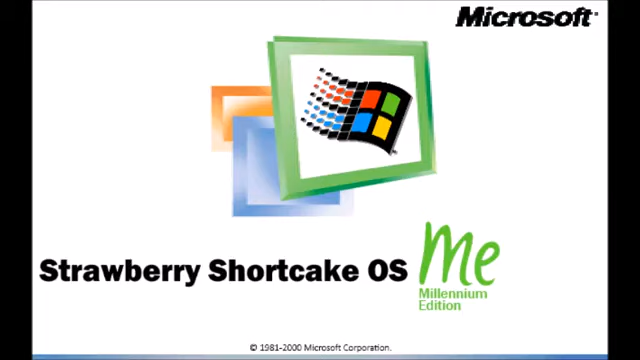 Microsoft®
Strawberry Shortcake OS Me
Millennium
Edition
© 1981-2000 Microsoft Corporation.